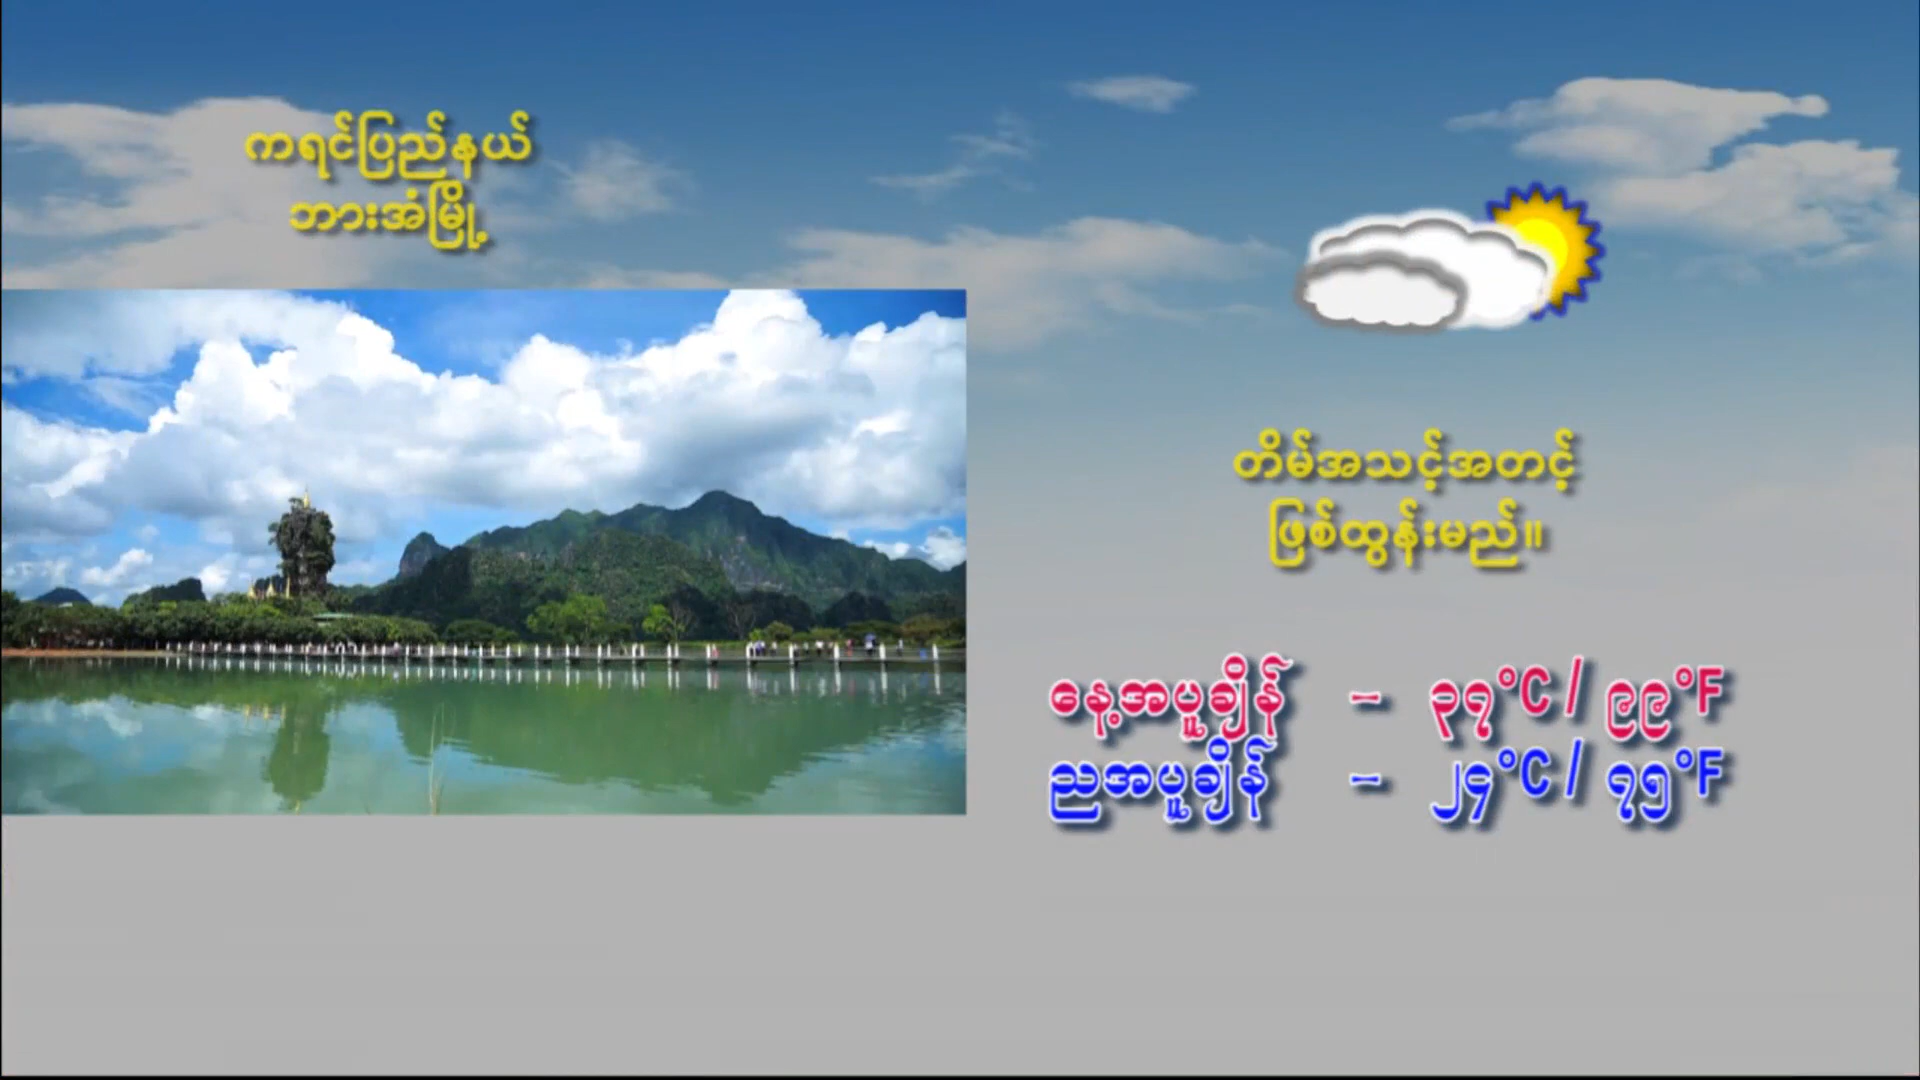 ကရင်ပြည်နယ်
ဘားအံမြို့
တိမ်အသင့်အတင့်
ဖြစ်ထွန်းမည်။
နေ့အပူချိန် - ၃၇°C / ၉၉°F
ညအပူချိန် - ၂၄°C / ၇၅°F